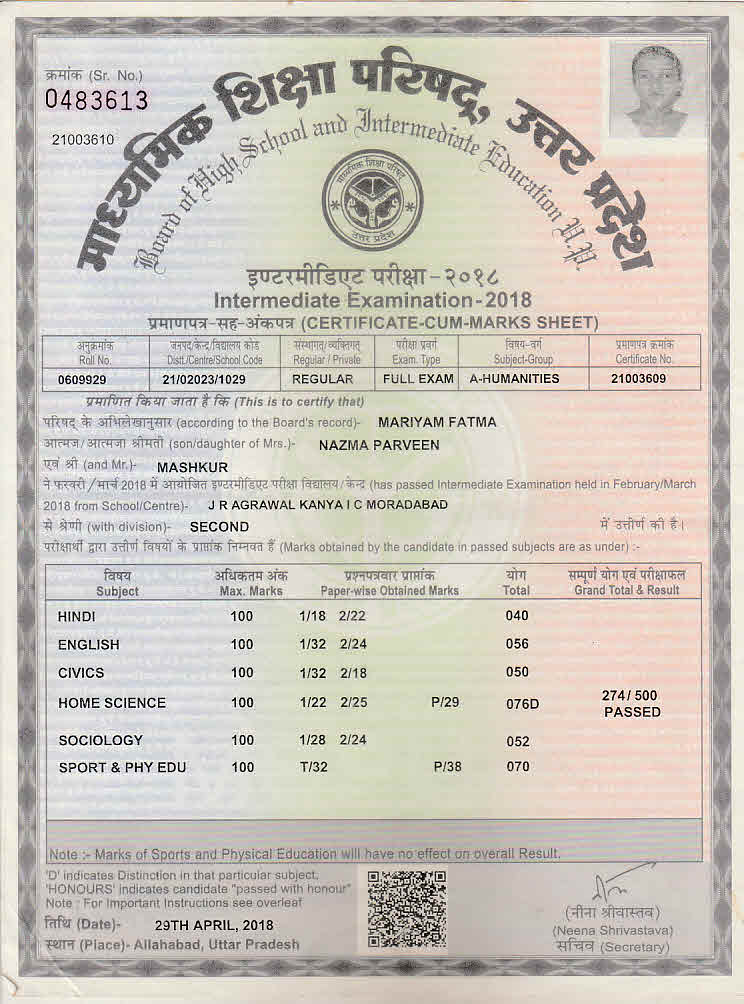 क्रमांक (Sr. No.)
0483613
21003610
माध्यमिक शिक्षा परिषद्, उत्तर प्रदेश
Board of High School and Intermediate Education U.P.
माध्यमिक शिक्षा परिषद्
उत्तर प्रदेश
इण्टरमीडिएट परीक्षा-२०१८
Intermediate Examination-2018
प्रमाणपत्र-सह-अंकपत्र (CERTIFICATE-CUM-MARKS SHEET)
अनुक्रमांक जनपद/केन्द्र/विद्यालय कोड संस्थागत/व्यक्तिगत परीक्षा प्रवर्ग विषय-वर्ग प्रमाणपत्र क्रमांक
Roll No. Distt./Centre/School Code Regular / Private Exam. Type Subject-Group Certificate No.
0609929 21/02023/1029 REGULAR FULL EXAM A-HUMANITIES 21003609
प्रमाणित किया जाता है कि (This is to certify that)
परिषद् के अभिलेखानुसार (according to the Board's record)- MARIYAM FATMA
आत्मज/आत्मजा श्रीमती (son/daughter of Mrs.)- NAZMA PARVEEN
एवं श्री (and Mr.)- MASHKUR
ने फरवरी/मार्च 2018 में आयोजित इण्टरमीडिएट परीक्षा विद्यालय/केन्द्र (has passed Intermediate Examination held in February/March
2018 from School/Centre)- J R AGRAWAL KANYA I C MORADABAD
से श्रेणी (with division)- SECOND में उत्तीर्ण की है।
परीक्षार्थी द्वारा उत्तीर्ण विषयों के प्राप्तांक निम्नवत हैं (Marks obtained by the candidate in passed subjects are as under) :-
विषय अधिकतम अंक प्रश्नपत्रवार प्राप्तांक योग सम्पूर्ण योग एवं परीक्षाफल
Subject Max. Marks Paper-wise Obtained Marks Total Grand Total & Result
HINDI 100 1/18 2/22 040
ENGLISH 100 1/32 2/24 056
CIVICS 100 1/32 2/18 050
HOME SCIENCE 100 1/22 2/25 P/29 076D 274/ 500
PASSED
SOCIOLOGY 100 1/28 2/24 052
SPORT & PHY EDU 100 T/32 P/38 070
Note :- Marks of Sports and Physical Education will have no effect on overall Result.
'D' indicates Distinction in that particular subject.
'HONOURS' indicates candidate "passed with honour"
Note : For Important Instructions see overleaf
तिथि (Date)- 29TH APRIL, 2018
स्थान (Place)- Allahabad, Uttar Pradesh
(नीना श्रीवास्तव)
(Neena Shrivastava)
सचिव (Secretary)